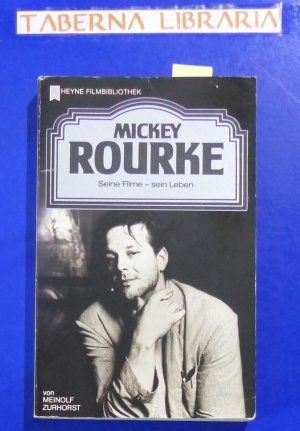 TABERNA LIBRARIA
HEYNE FILMBIBLIOTHEK
MICKEY
ROURKE
Seine Filme – sein Leben
von
MEINOLF
ZURHORST